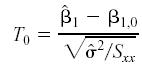 T₀ = (β̂₁ − β₁,₀) / √(σ̂²/Sₓₓ)